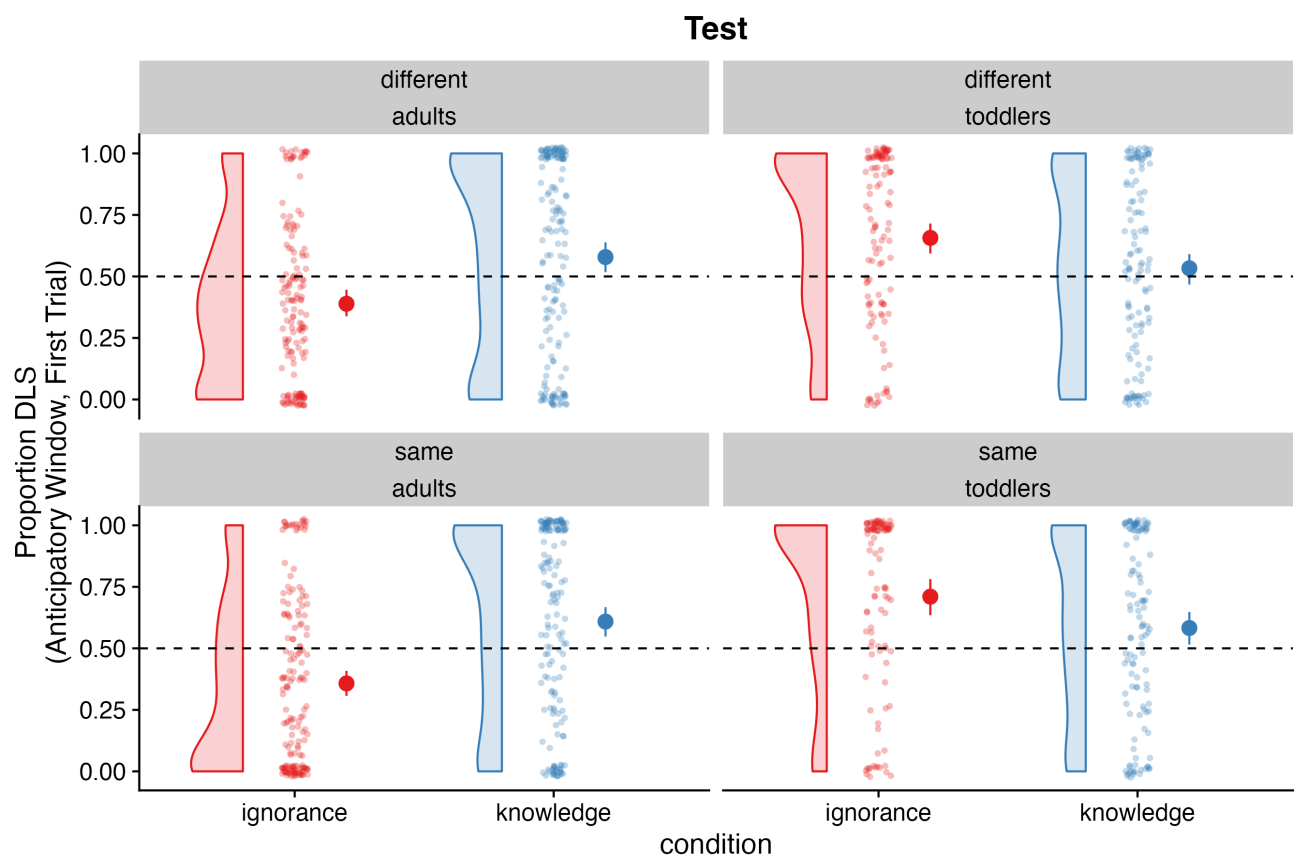 Test
different
adults
different
toddlers
1.00
0.75
0.50
0.25
0.00
same
adults
same
toddlers
1.00
0.75
0.50
0.25
0.00
Proportion DLS
(Anticipatory Window, First Trial)
ignorance
knowledge
ignorance
knowledge
condition